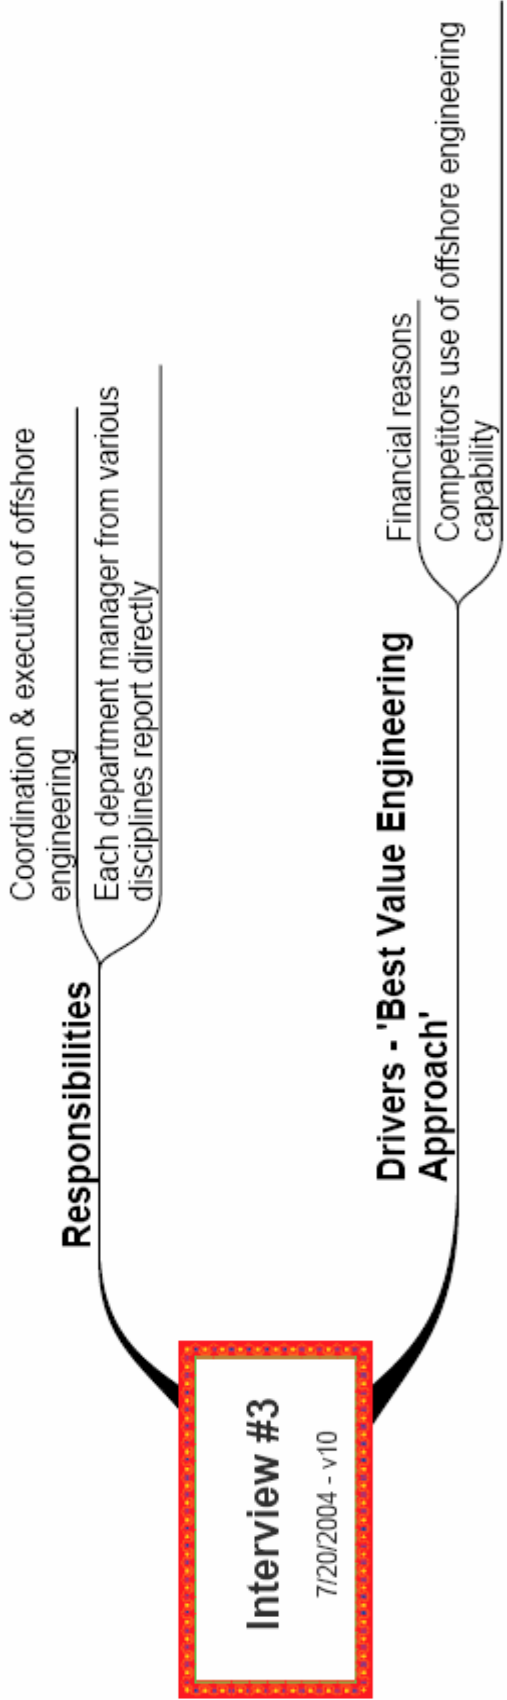 Interview #3
7/20/2004 - v10
Responsibilities
Coordination & execution of offshore
engineering
Each department manager from various
disciplines report directly
Drivers - 'Best Value Engineering
Approach'
Financial reasons
Competitors use of offshore engineering
capability